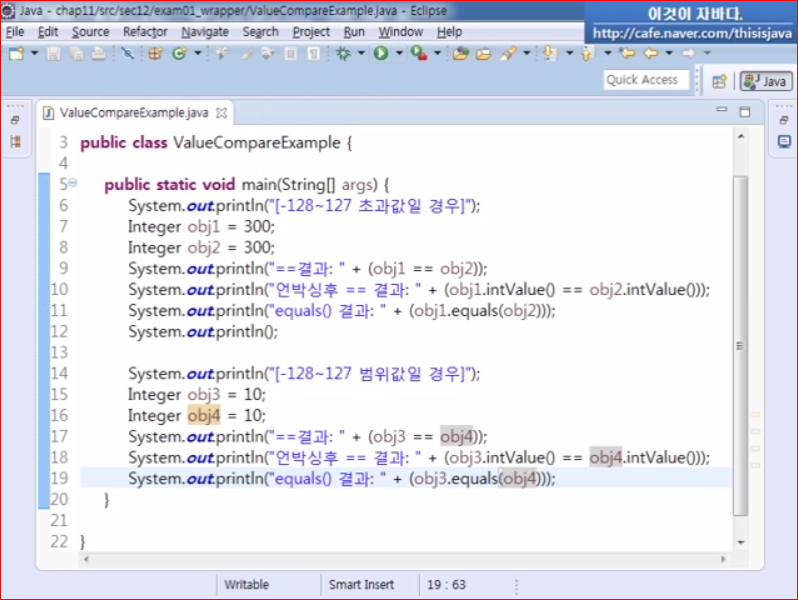 Java - chap11/src/sec12/exam01_wrapper/ValueCompareExample.java - Eclipse
이것이 자바다.
http://cafe.naver.com/thisisjava
File Edit Source Refactor Navigate Search Project Run Window Help
Quick Access
Java
ValueCompareExample.java
3 public class ValueCompareExample {
4
5 public static void main(String[] args) {
6 System.out.println("[-128~127 초과값일 경우]");
7 Integer obj1 = 300;
8 Integer obj2 = 300;
9 System.out.println("==결과: " + (obj1 == obj2));
10 System.out.println("언박싱후 == 결과: " + (obj1.intValue() == obj2.intValue()));
11 System.out.println("equals() 결과: " + (obj1.equals(obj2)));
12 System.out.println();
13
14 System.out.println("[-128~127 범위값일 경우]");
15 Integer obj3 = 10;
16 Integer obj4 = 10;
17 System.out.println("==결과: " + (obj3 == obj4));
18 System.out.println("언박싱후 == 결과: " + (obj3.intValue() == obj4.intValue()));
19 System.out.println("equals() 결과: " + (obj3.equals(obj4)));
20 }
21
22 }
Writable Smart Insert 19 : 63